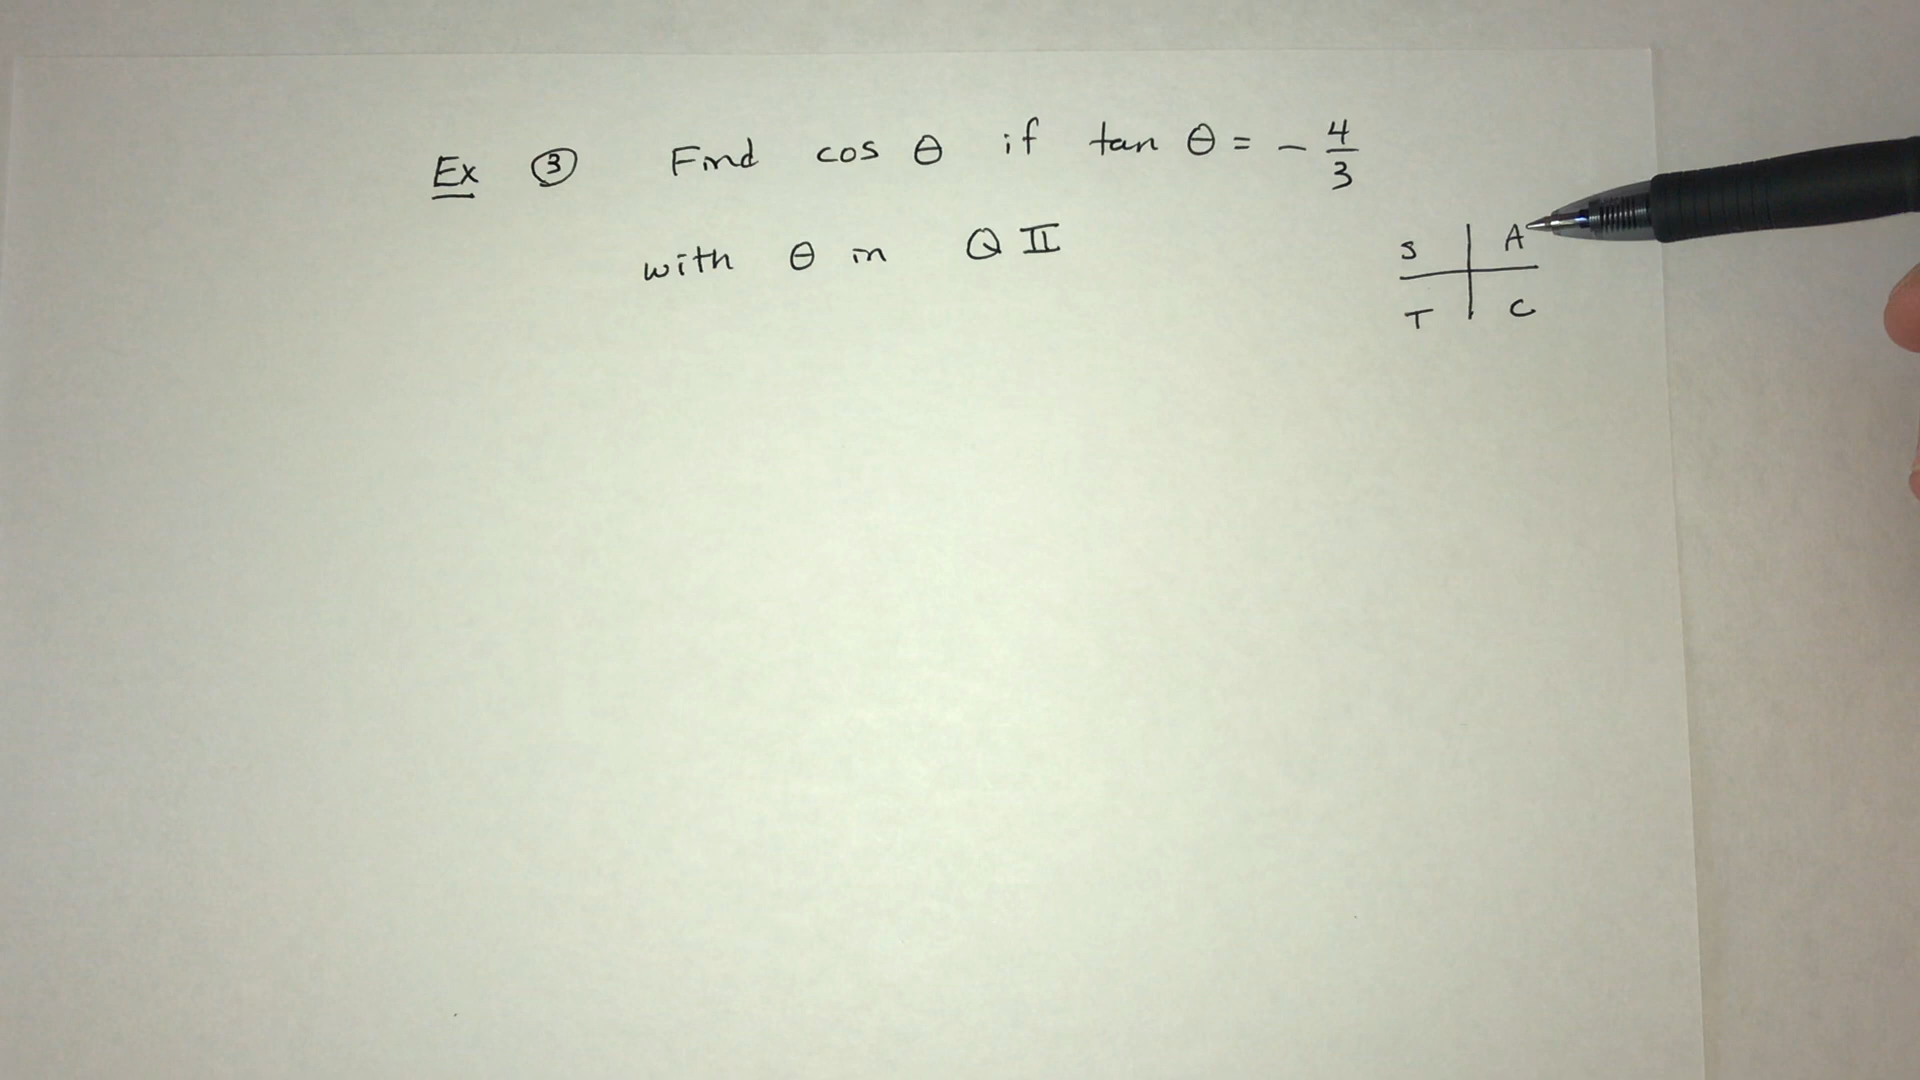 Ex ③ Find cos θ if tan θ = - 4/3
with θ in Q II
S A
T C